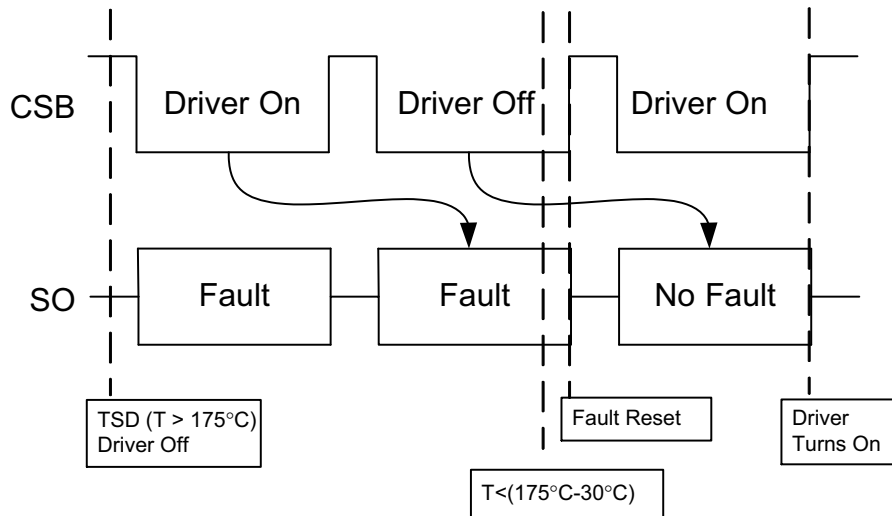 CSB
Driver On
Driver Off
Driver On
SO
Fault
Fault
No Fault
TSD (T > 175°C)
Driver Off
Fault Reset
Driver
Turns On
T<(175°C-30°C)